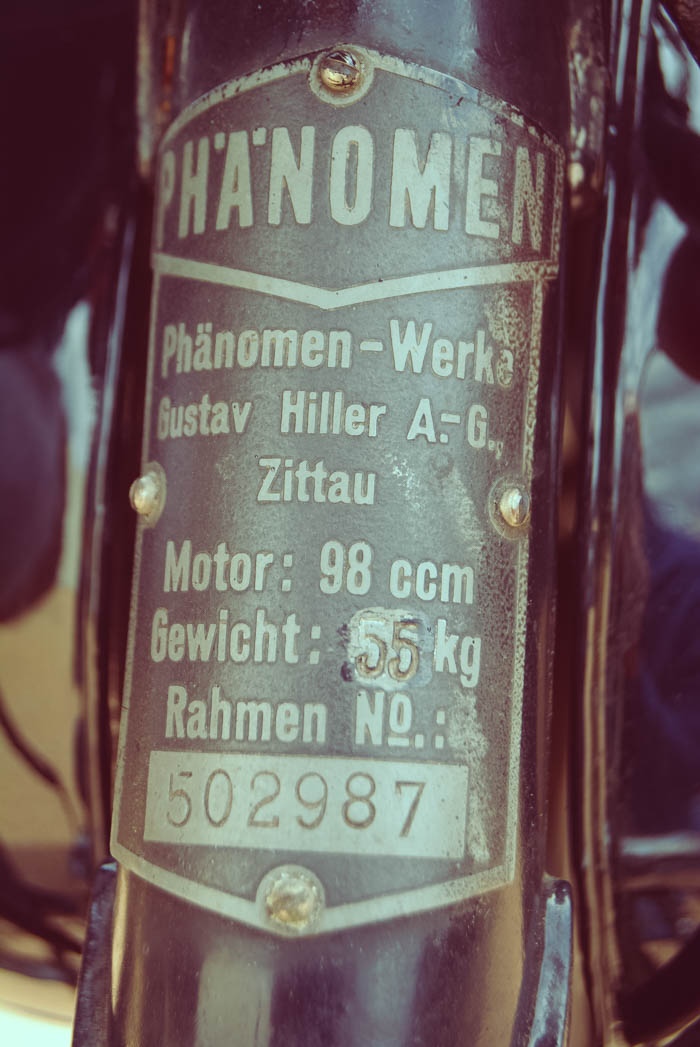 PHÄNOMEN
Phänomen-Werke
Gustav Hiller A.-G.,
Zittau
Motor: 98 ccm
Gewicht: 55 kg
Rahmen No.:
502987